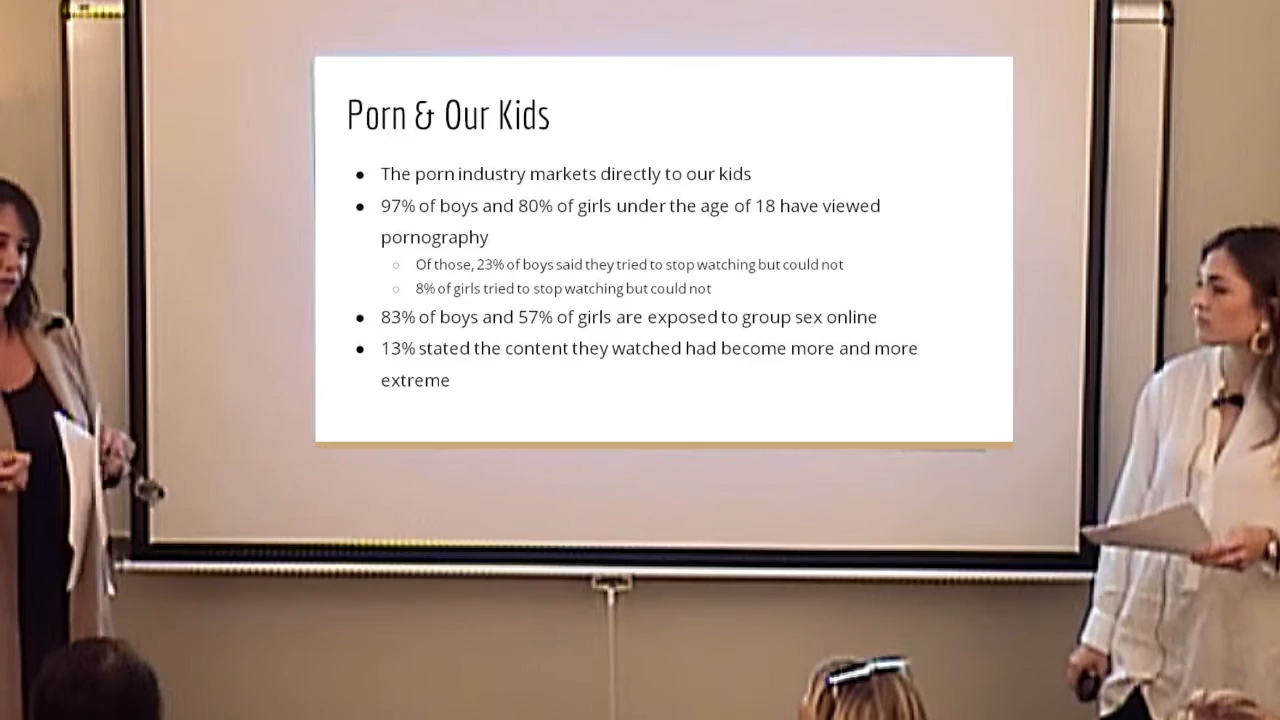 Porn & Our Kids
● The porn industry markets directly to our kids
● 97% of boys and 80% of girls under the age of 18 have viewed
pornography
○ Of those, 23% of boys said they tried to stop watching but could not
○ 8% of girls tried to stop watching but could not
● 83% of boys and 57% of girls are exposed to group sex online
● 13% stated the content they watched had become more and more
extreme